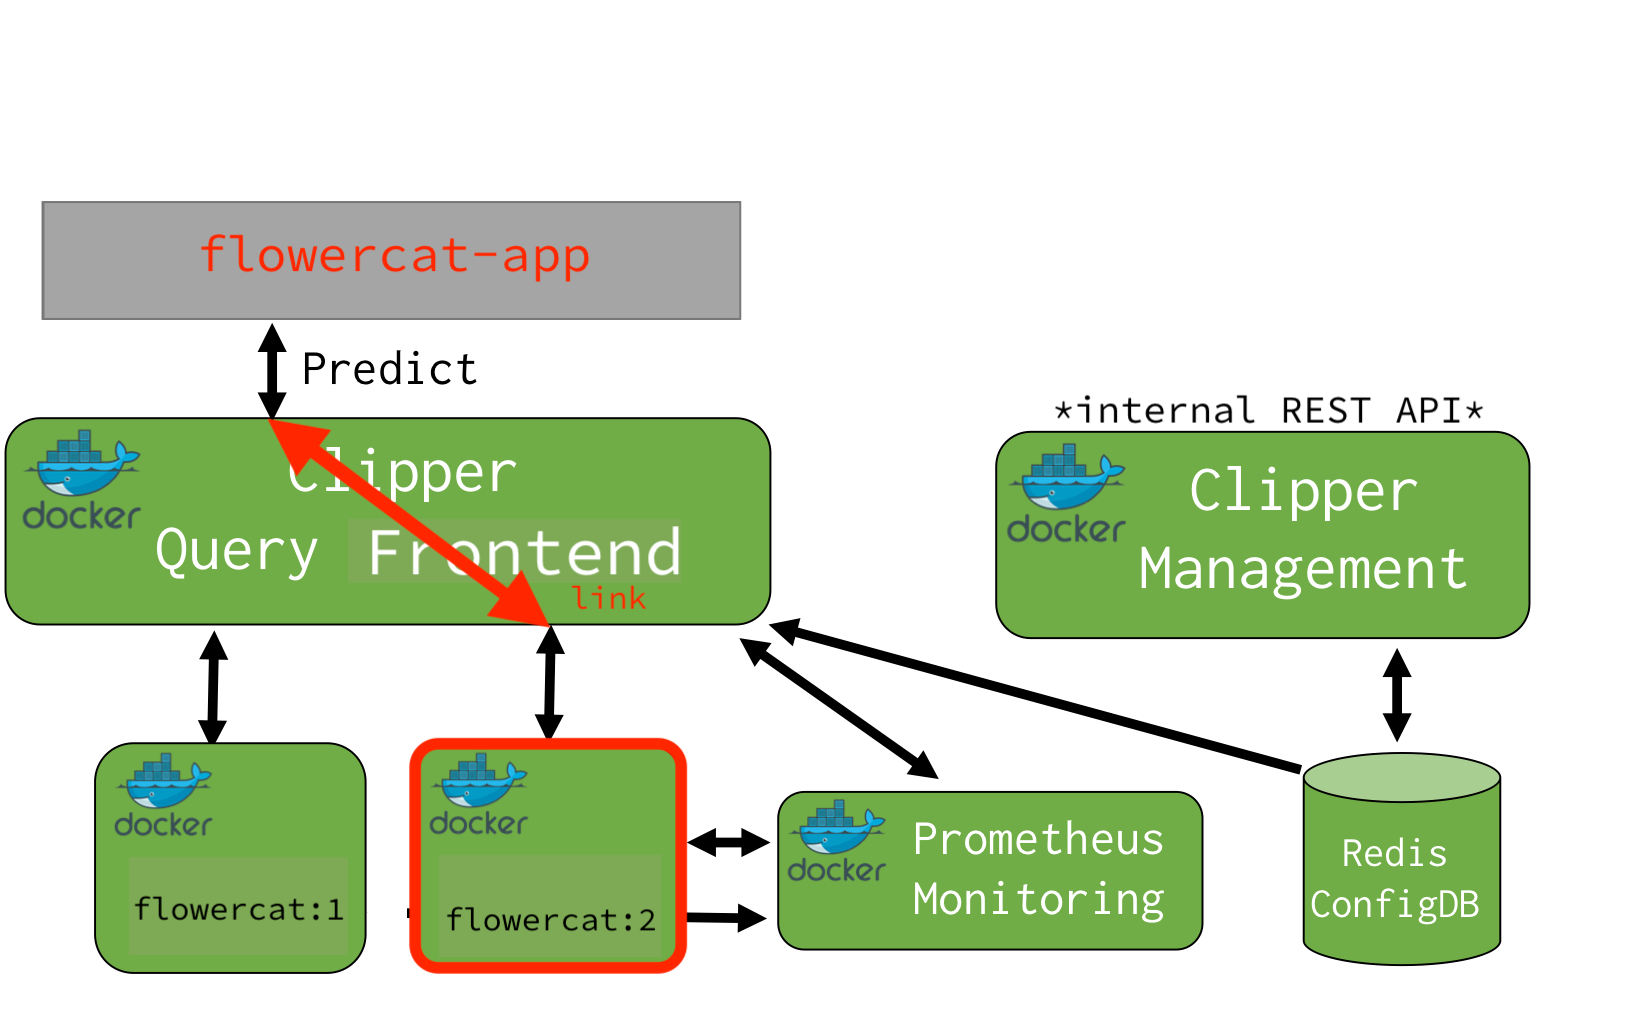 flowercat-app
Predict
*internal REST API*
docker
Clipper
Query Frontend
link
docker
Clipper
Management
docker
flowercat:1
docker
flowercat:2
docker
Prometheus
Monitoring
Redis
ConfigDB